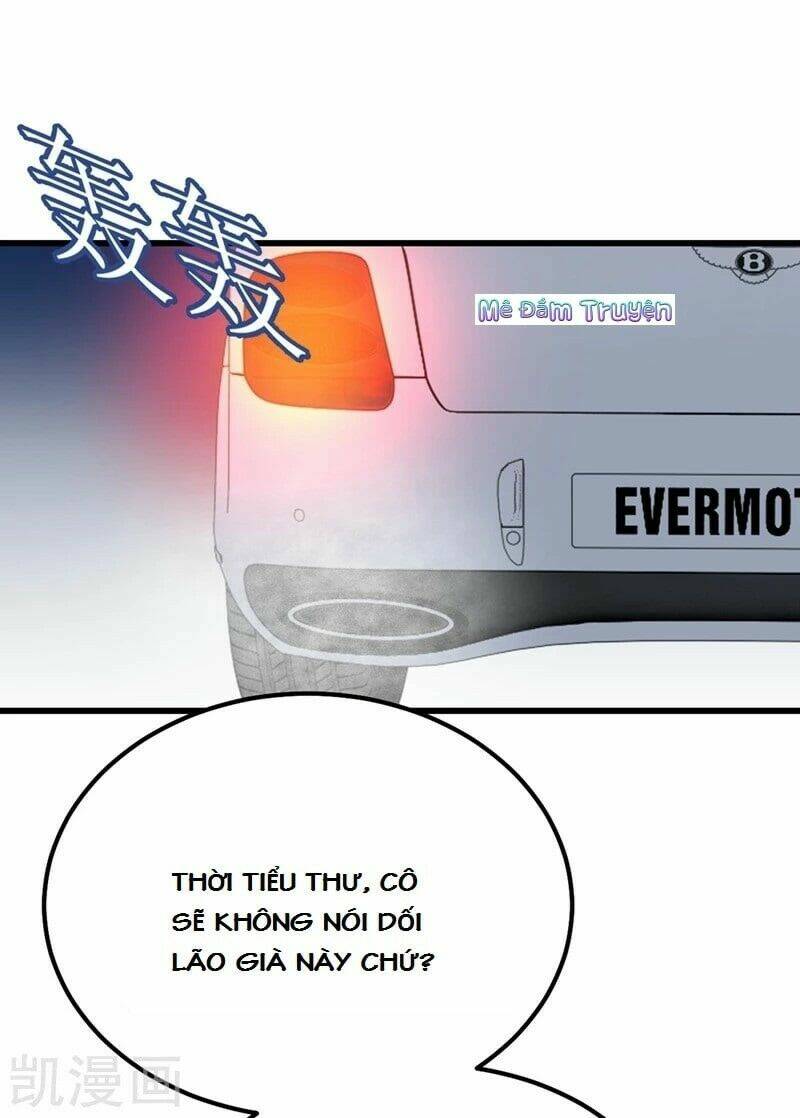 轰轰
B
Mê Đắm Truyện
EVERMOT
THỜI TIỂU THƯ, CÔ
SẼ KHÔNG NÓI DỐI
LÃO GIÀ NÀY CHỨ?
凯漫画